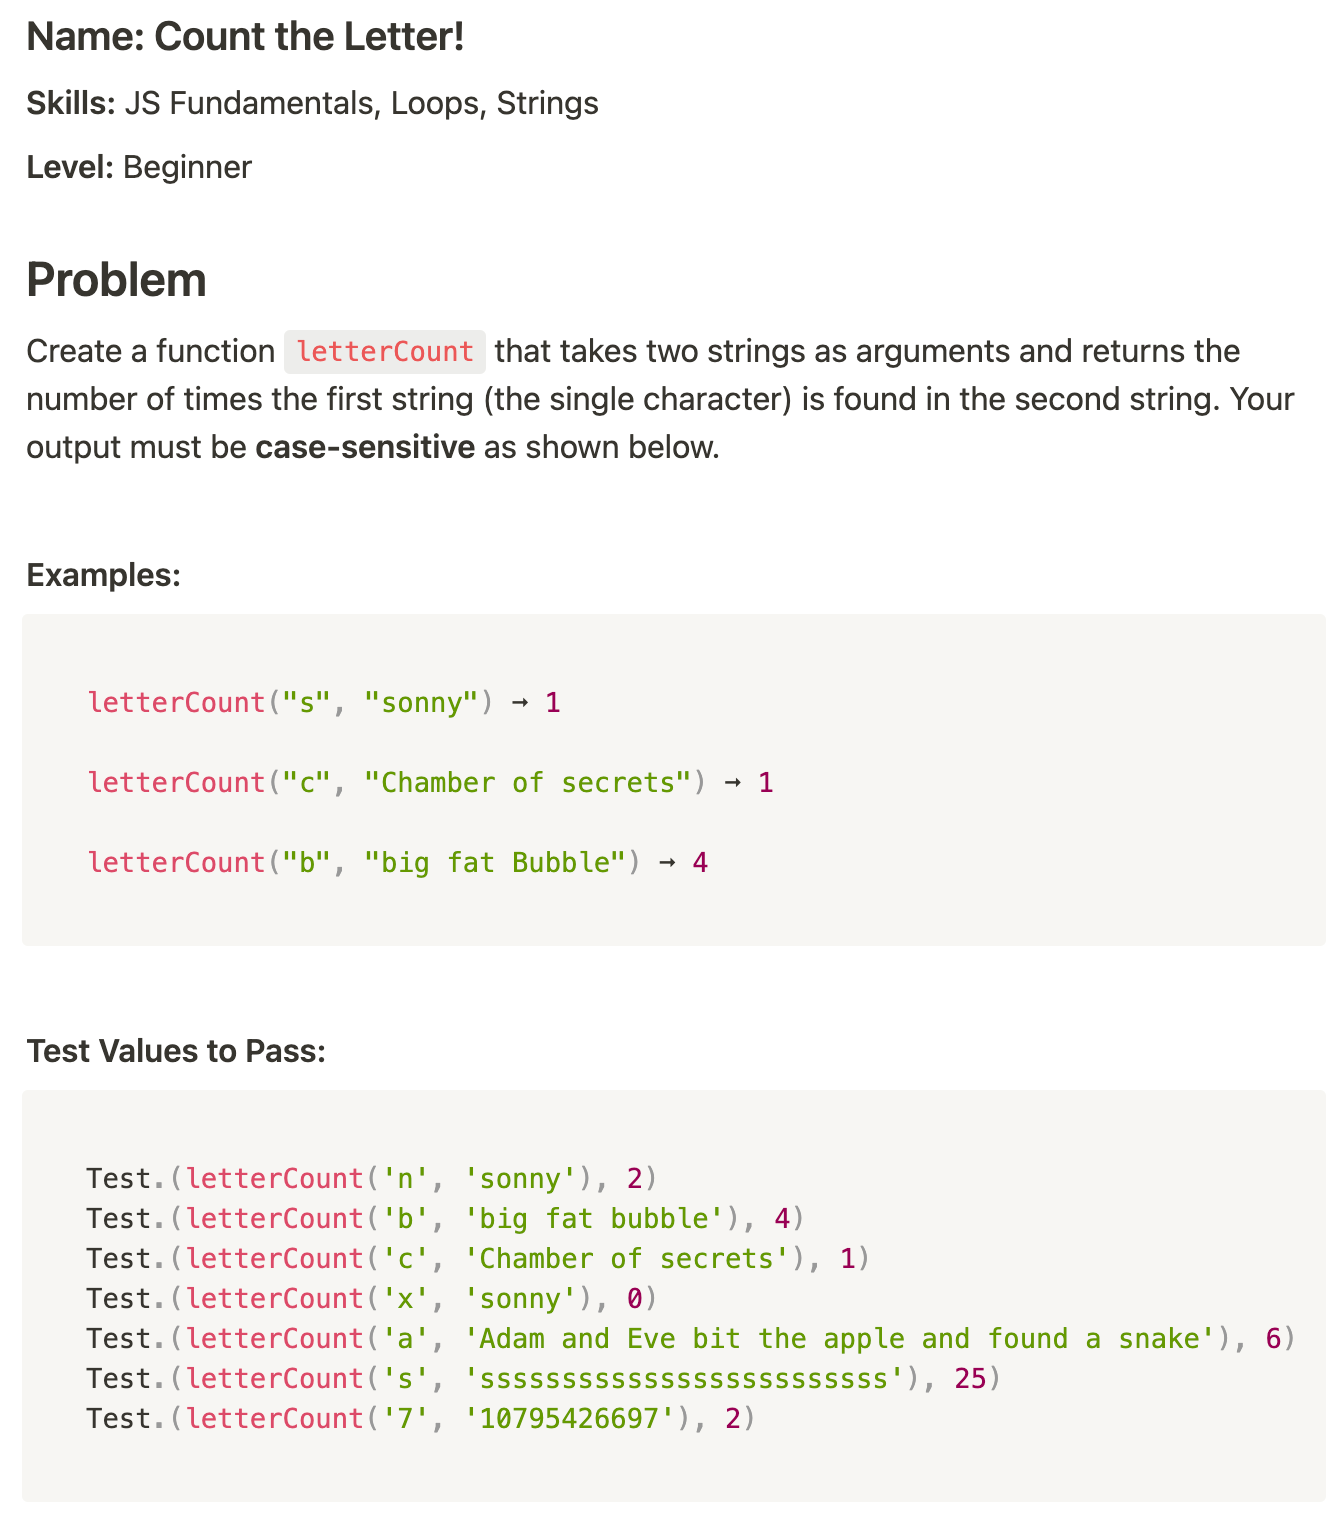 Name: Count the Letter!
Skills: JS Fundamentals, Loops, Strings
Level: Beginner
Problem
Create a function letterCount that takes two strings as arguments and returns the
number of times the first string (the single character) is found in the second string. Your
output must be case-sensitive as shown below.
Examples:
letterCount("s", "sonny") → 1
letterCount("c", "Chamber of secrets") → 1
letterCount("b", "big fat Bubble") → 4
Test Values to Pass:
Test.(letterCount('n', 'sonny'), 2)
Test.(letterCount('b', 'big fat bubble'), 4)
Test.(letterCount('c', 'Chamber of secrets'), 1)
Test.(letterCount('x', 'sonny'), 0)
Test.(letterCount('a', 'Adam and Eve bit the apple and found a snake'), 6)
Test.(letterCount('s', 'sssssssssssssssssssssssss'), 25)
Test.(letterCount('7', '10795426697'), 2)